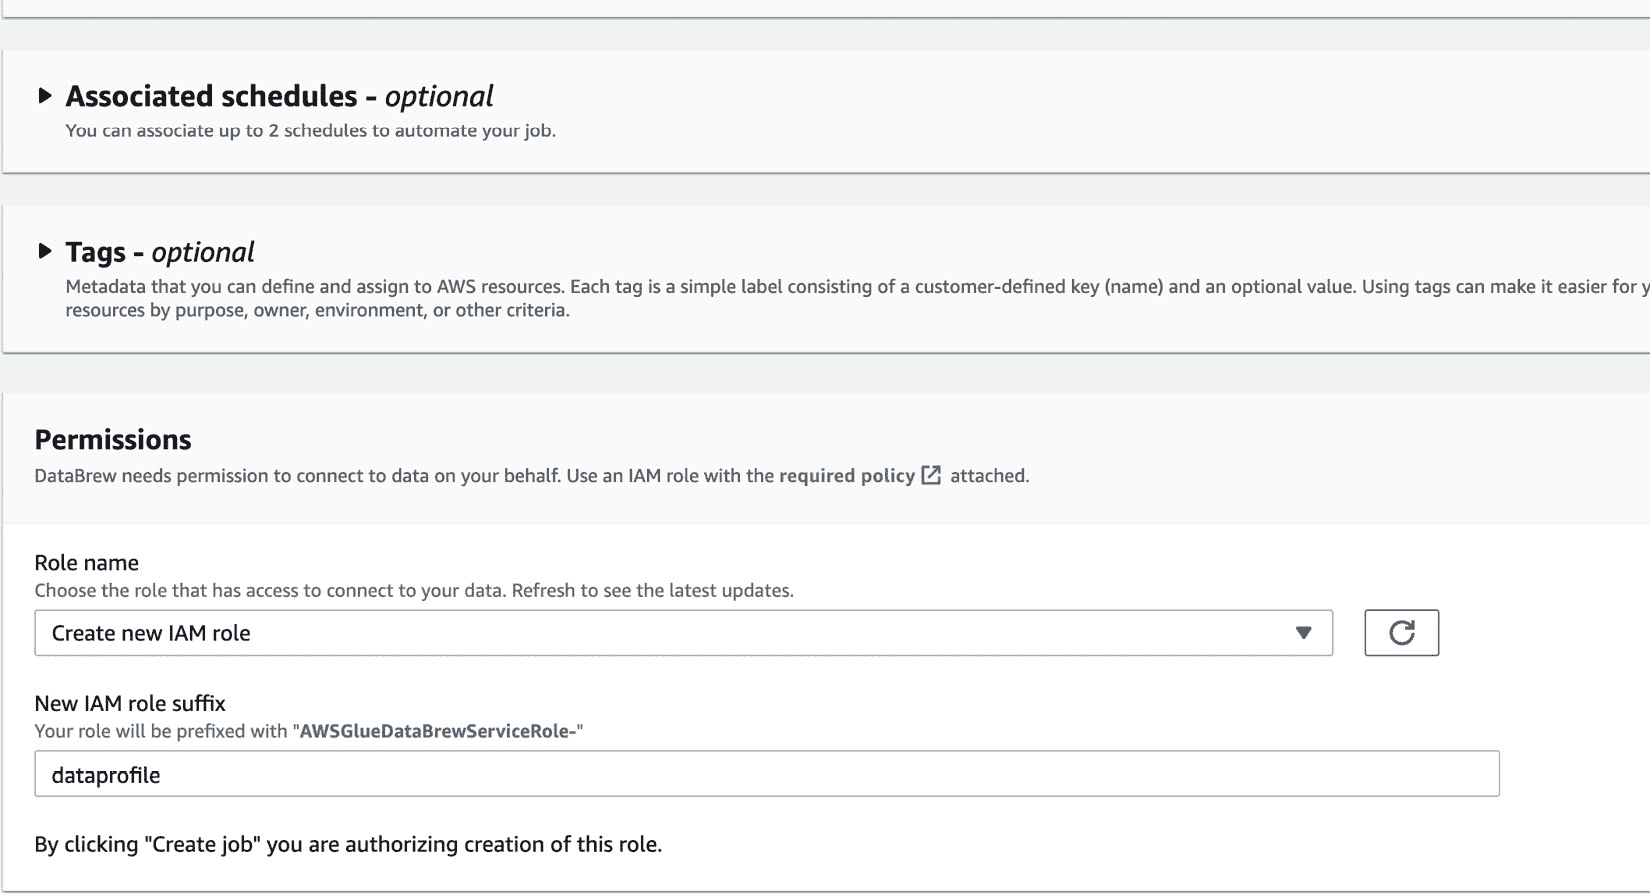 Associated schedules - optional
You can associate up to 2 schedules to automate your job.
Tags - optional
Metadata that you can define and assign to AWS resources. Each tag is a simple label consisting of a customer-defined key (name) and an optional value. Using tags can make it easier for
resources by purpose, owner, environment, or other criteria.
Permissions
DataBrew needs permission to connect to data on your behalf. Use an IAM role with the required policy attached.
Role name
Choose the role that has access to connect to your data. Refresh to see the latest updates.
Create new IAM role
New IAM role suffix
Your role will be prefixed with "AWSGlueDataBrewServiceRole-"
dataprofile
By clicking "Create job" you are authorizing creation of this role.